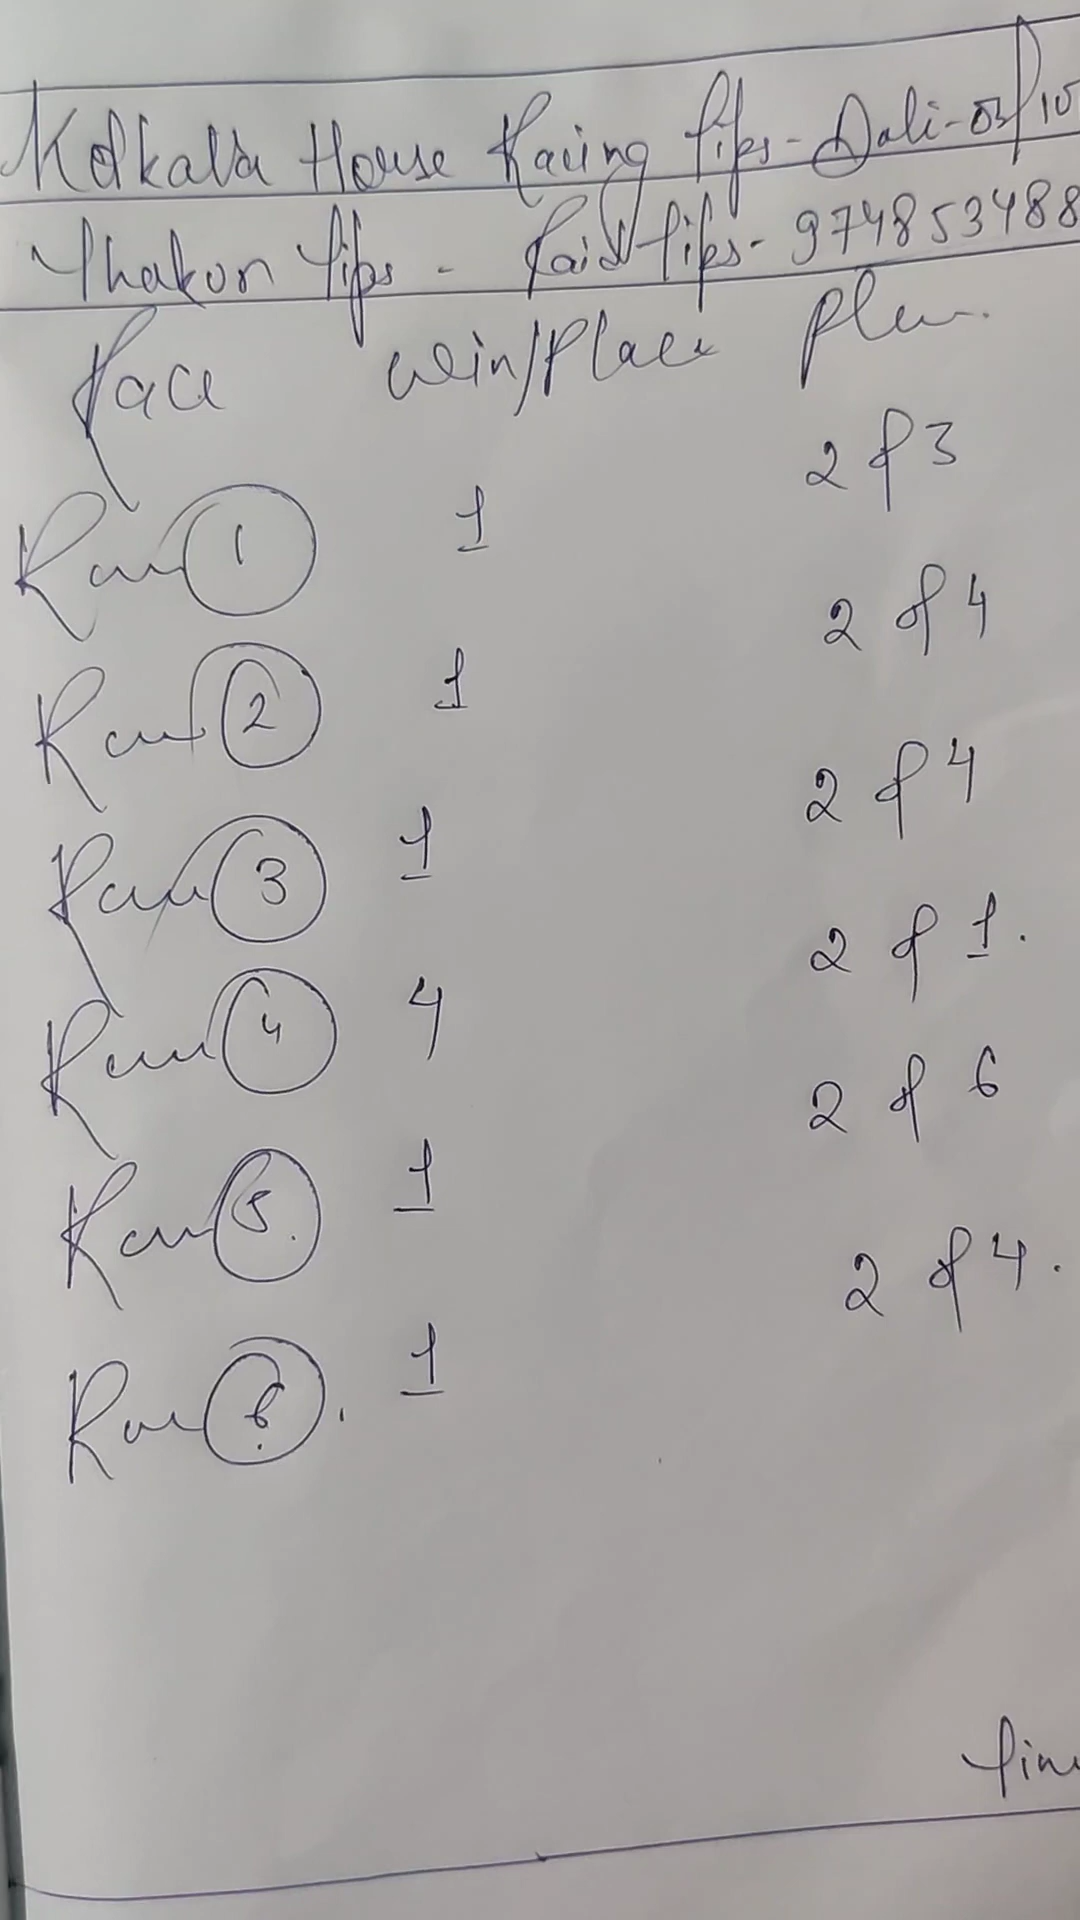 Kolkata House Racing Tips - Date - 03/10
Thakur Tips - Paid Tips - 974853488
Race Win/Place Place
Race 1 1 2 & 3
Race 2 1 2 & 4
Race 3 1 2 & 4
Race 4 4 2 & 1.
Race 5. 1 2 & 6
Race 6. 1 2 & 4.